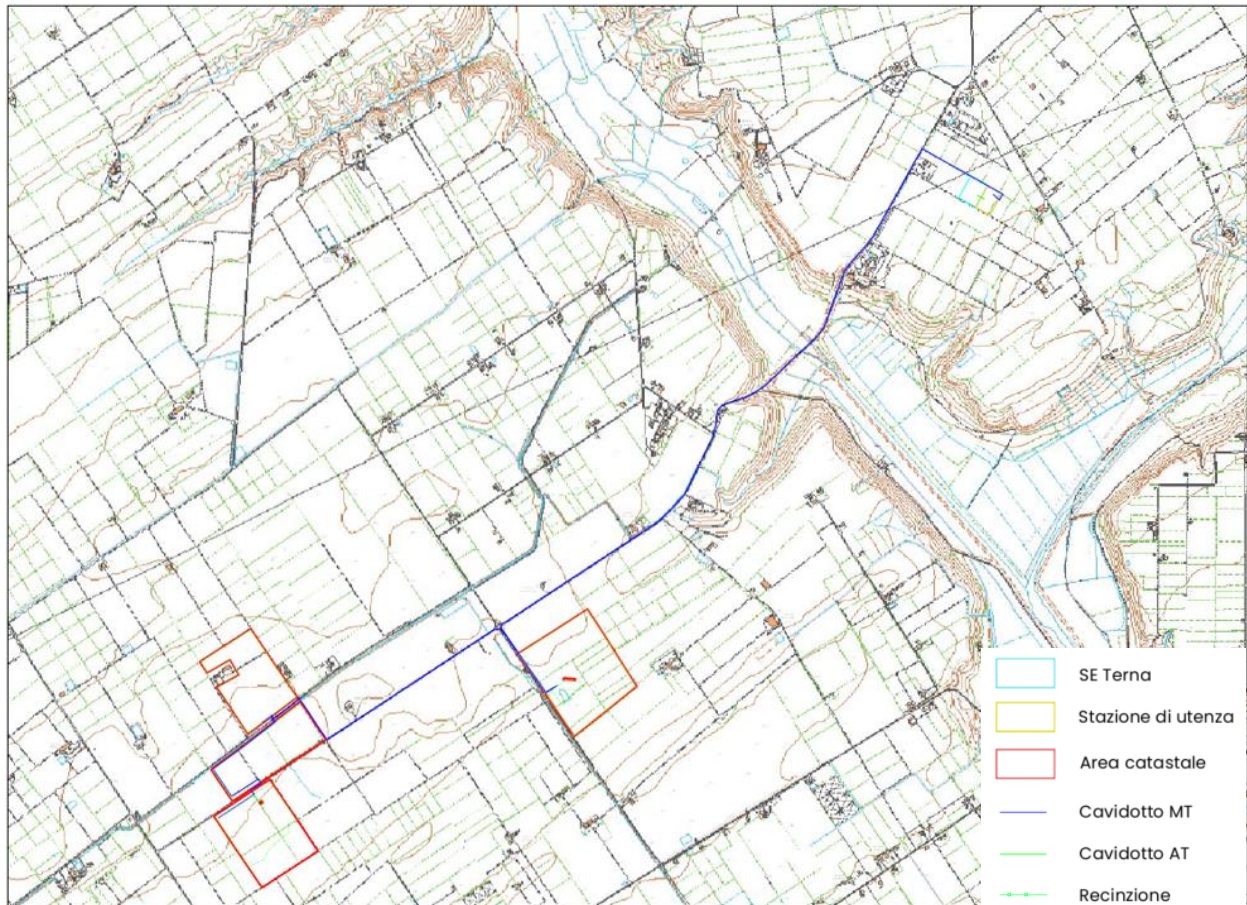 SE Terna
Stazione di utenza
Area catastale
Cavidotto MT
Cavidotto AT
Recinzione